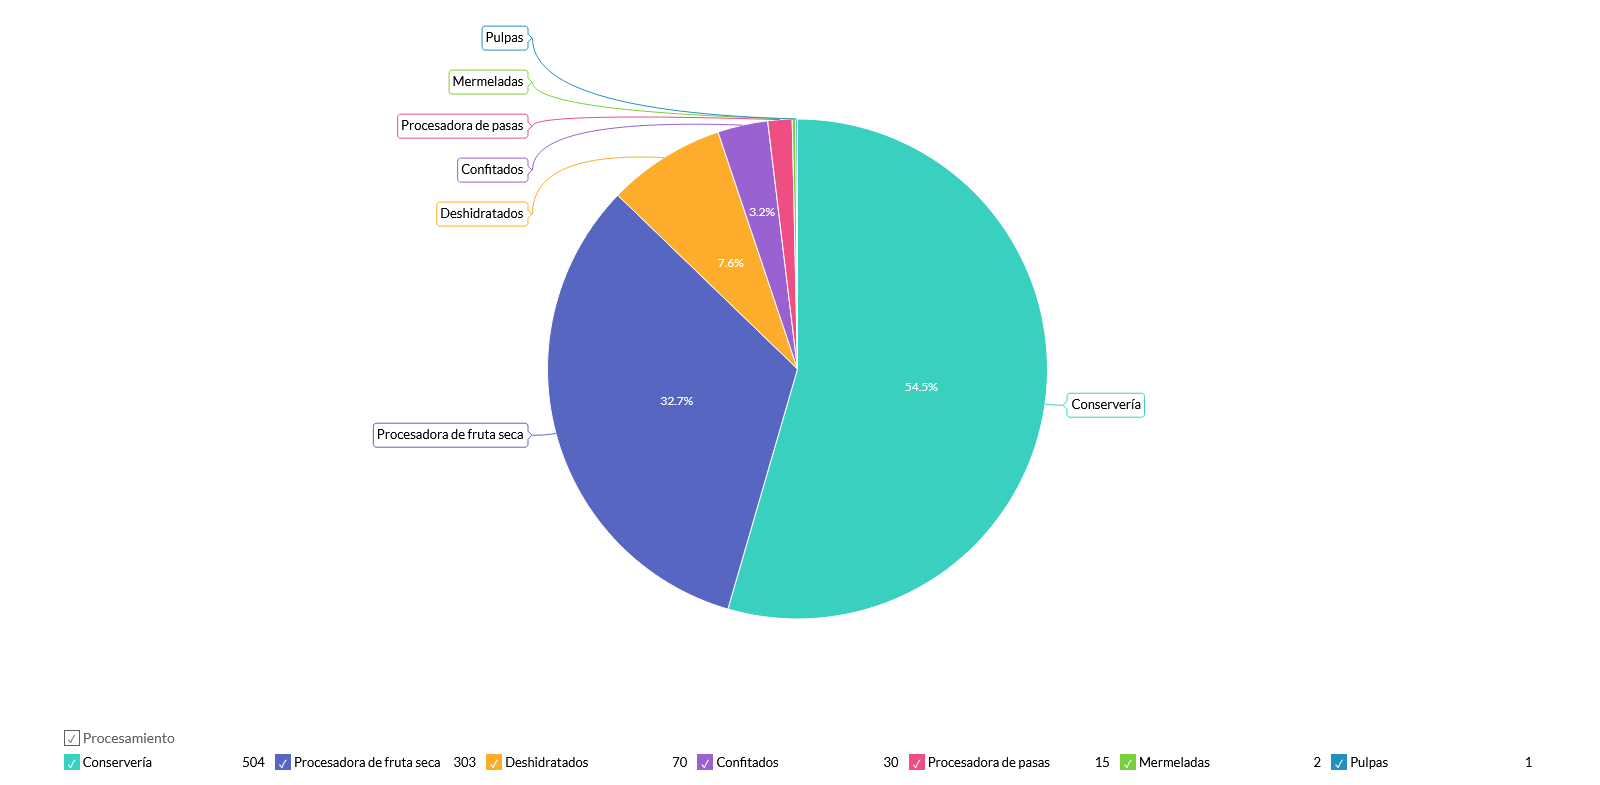 Pulpas
Mermeladas
Procesadora de pasas
Confitados
Deshidratados
3.2%
7.6%
54.5%
32.7%
Conservería
Procesadora de fruta seca
Procesamiento
Conservería 504 Procesadora de fruta seca 303 Deshidratados 70 Confitados 30 Procesadora de pasas 15 Mermeladas 2 Pulpas 1